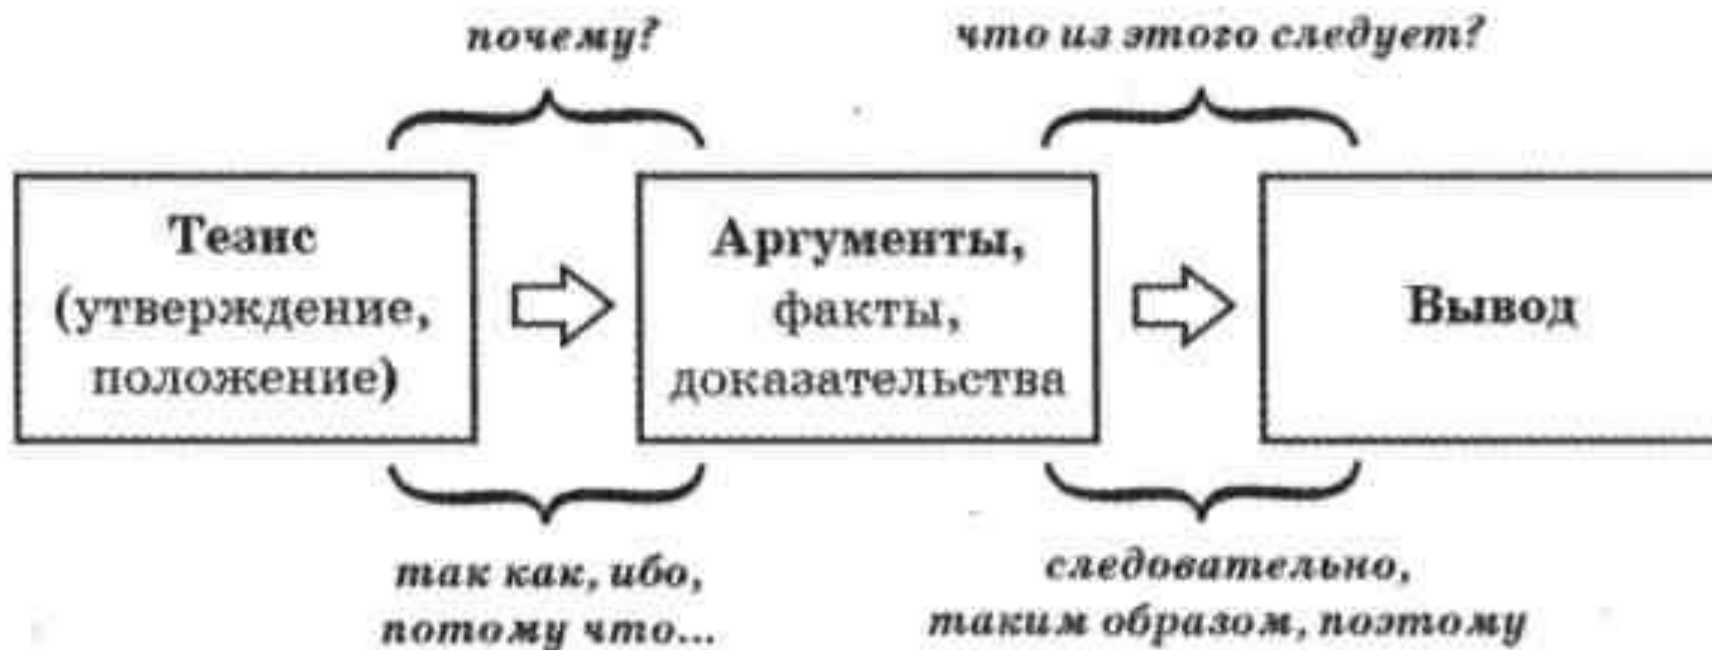 почему?
что из этого следует?
Тезис
(утверждение,
положение)
Аргументы,
факты,
доказательства
Вывод
так как, ибо,
потому что...
следовательно,
таким образом, поэтому